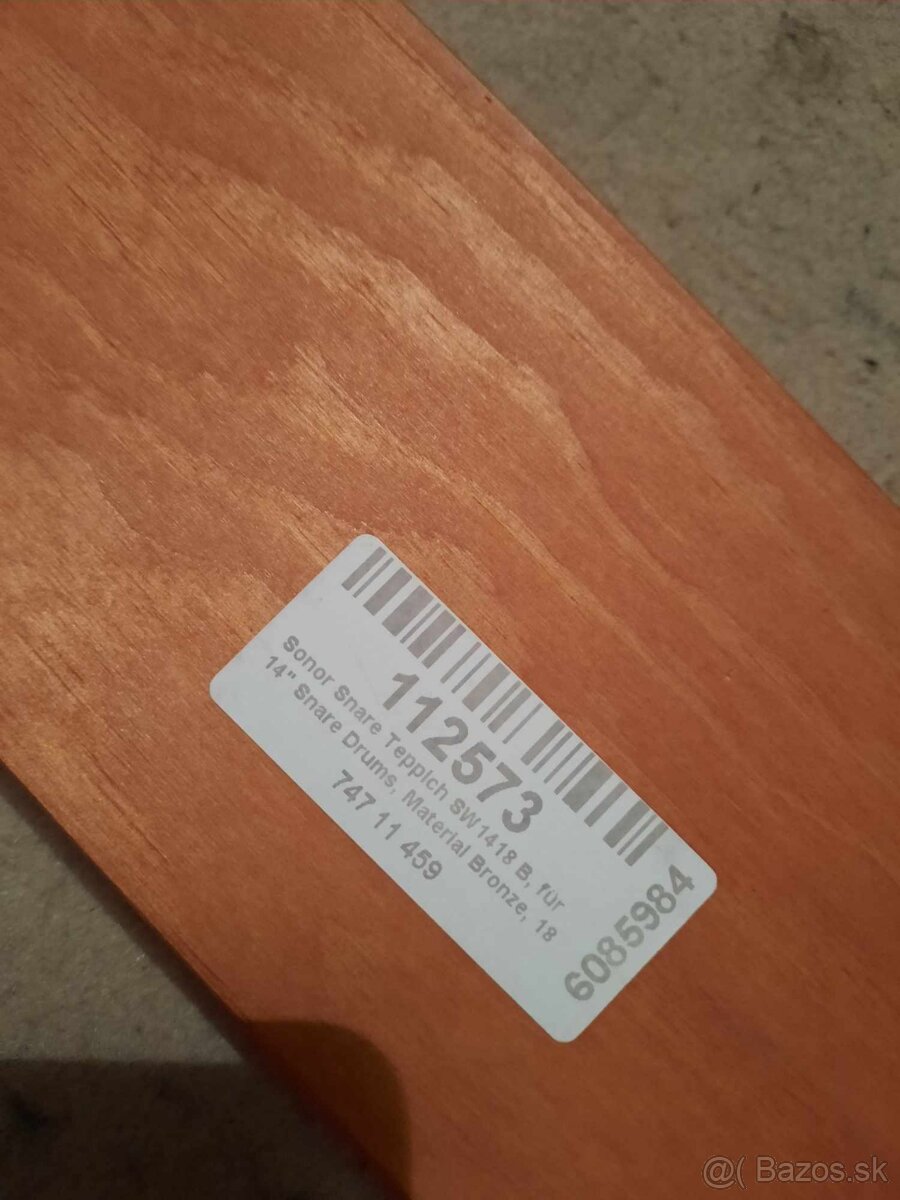 112573
Sonor Snare Teppich SW1418 B, für
14" Snare Drums, Material Bronze, 18
747 11 459
6085984
@( Bazos.sk